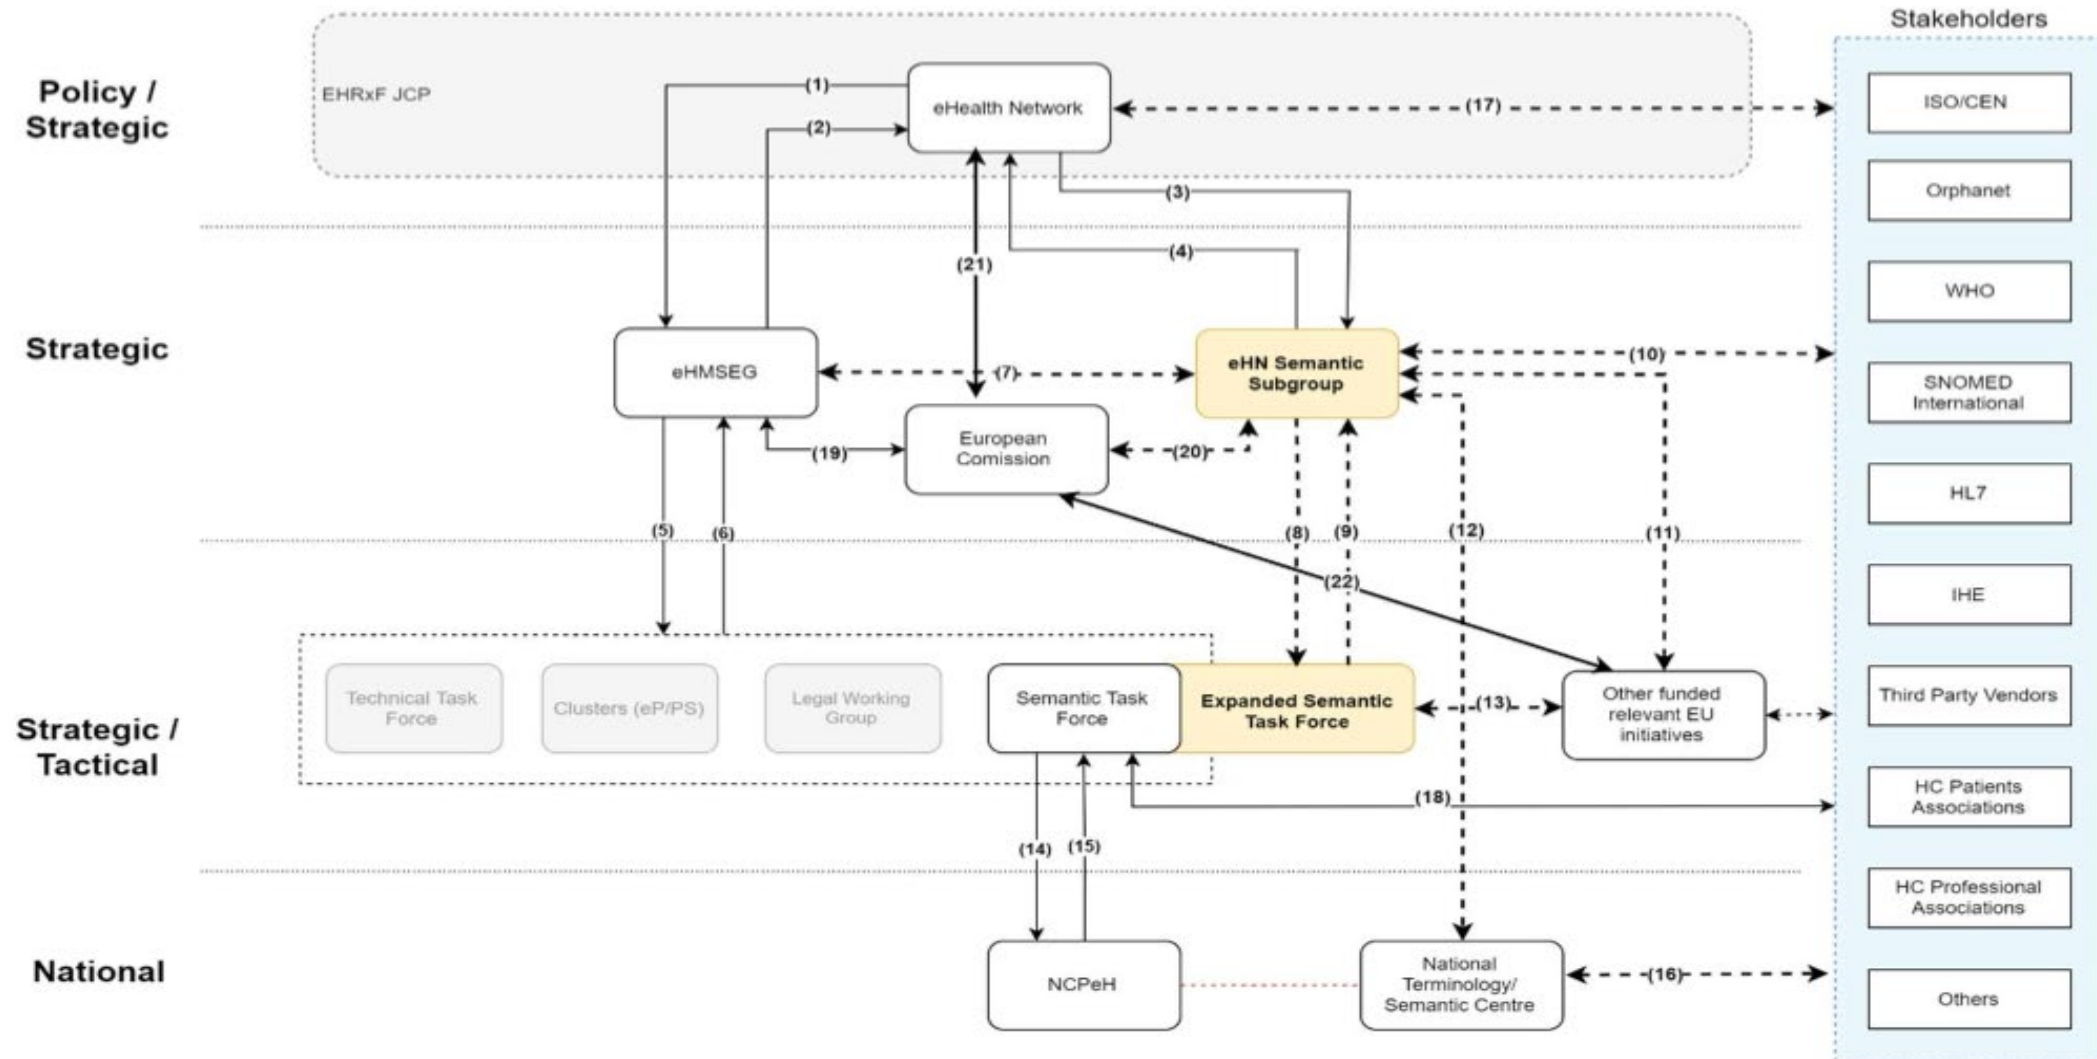 Stakeholders
Policy /
Strategic
EHRxF JCP
(1)
eHealth Network
(17)
ISO/CEN
(2)
Orphanet
(3)
(4)
(21)
WHO
Strategic
eHMSEG
(7)
eHN Semantic
Subgroup
(10)
SNOMED
International
European
Comission
(19)
(20)
HL7
(5)
(6)
(8)
(9)
(12)
(11)
(22)
IHE
Strategic /
Tactical
Technical Task
Force
Clusters (eP/PS)
Legal Working
Group
Semantic Task
Force
Expanded Semantic
Task Force
(13)
Other funded
relevant EU
initiatives
Third Party Vendors
(18)
HC Patients
Associations
(14)
(15)
HC Professional
Associations
National
NCPeH
National
Terminology/
Semantic Centre
(16)
Others